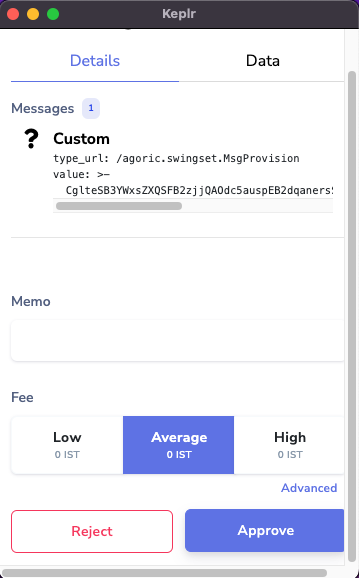 Keplr
Details Data
Messages 1
? Custom
type_url: /agoric.swingset.MsgProvision
value: >-
CglteSB3YWxsZXQSFB2zjjQAOdc5auspEB2dqaners
Memo
Fee
Low Average High
0 IST 0 IST 0 IST
Advanced
Reject Approve